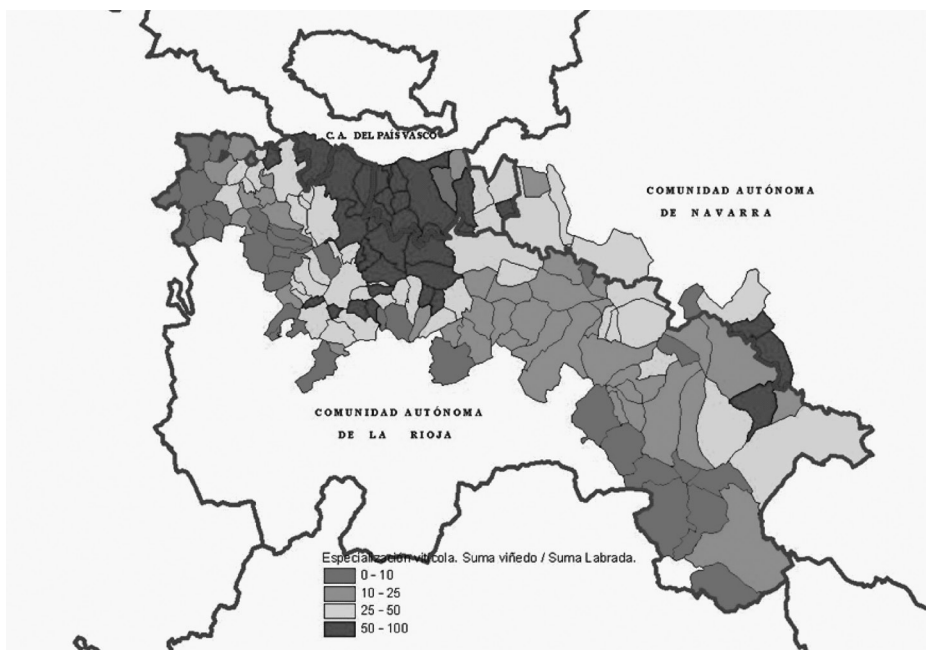 C. A. DEL PAÍS VASCO
COMUNIDAD AUTÓNOMA
DE NAVARRA
COMUNIDAD AUTÓNOMA
DE LA RIOJA
Especialización vitícola. Suma viñedo / Suma Labrada.
0 - 10
10 - 25
25 - 50
50 - 100